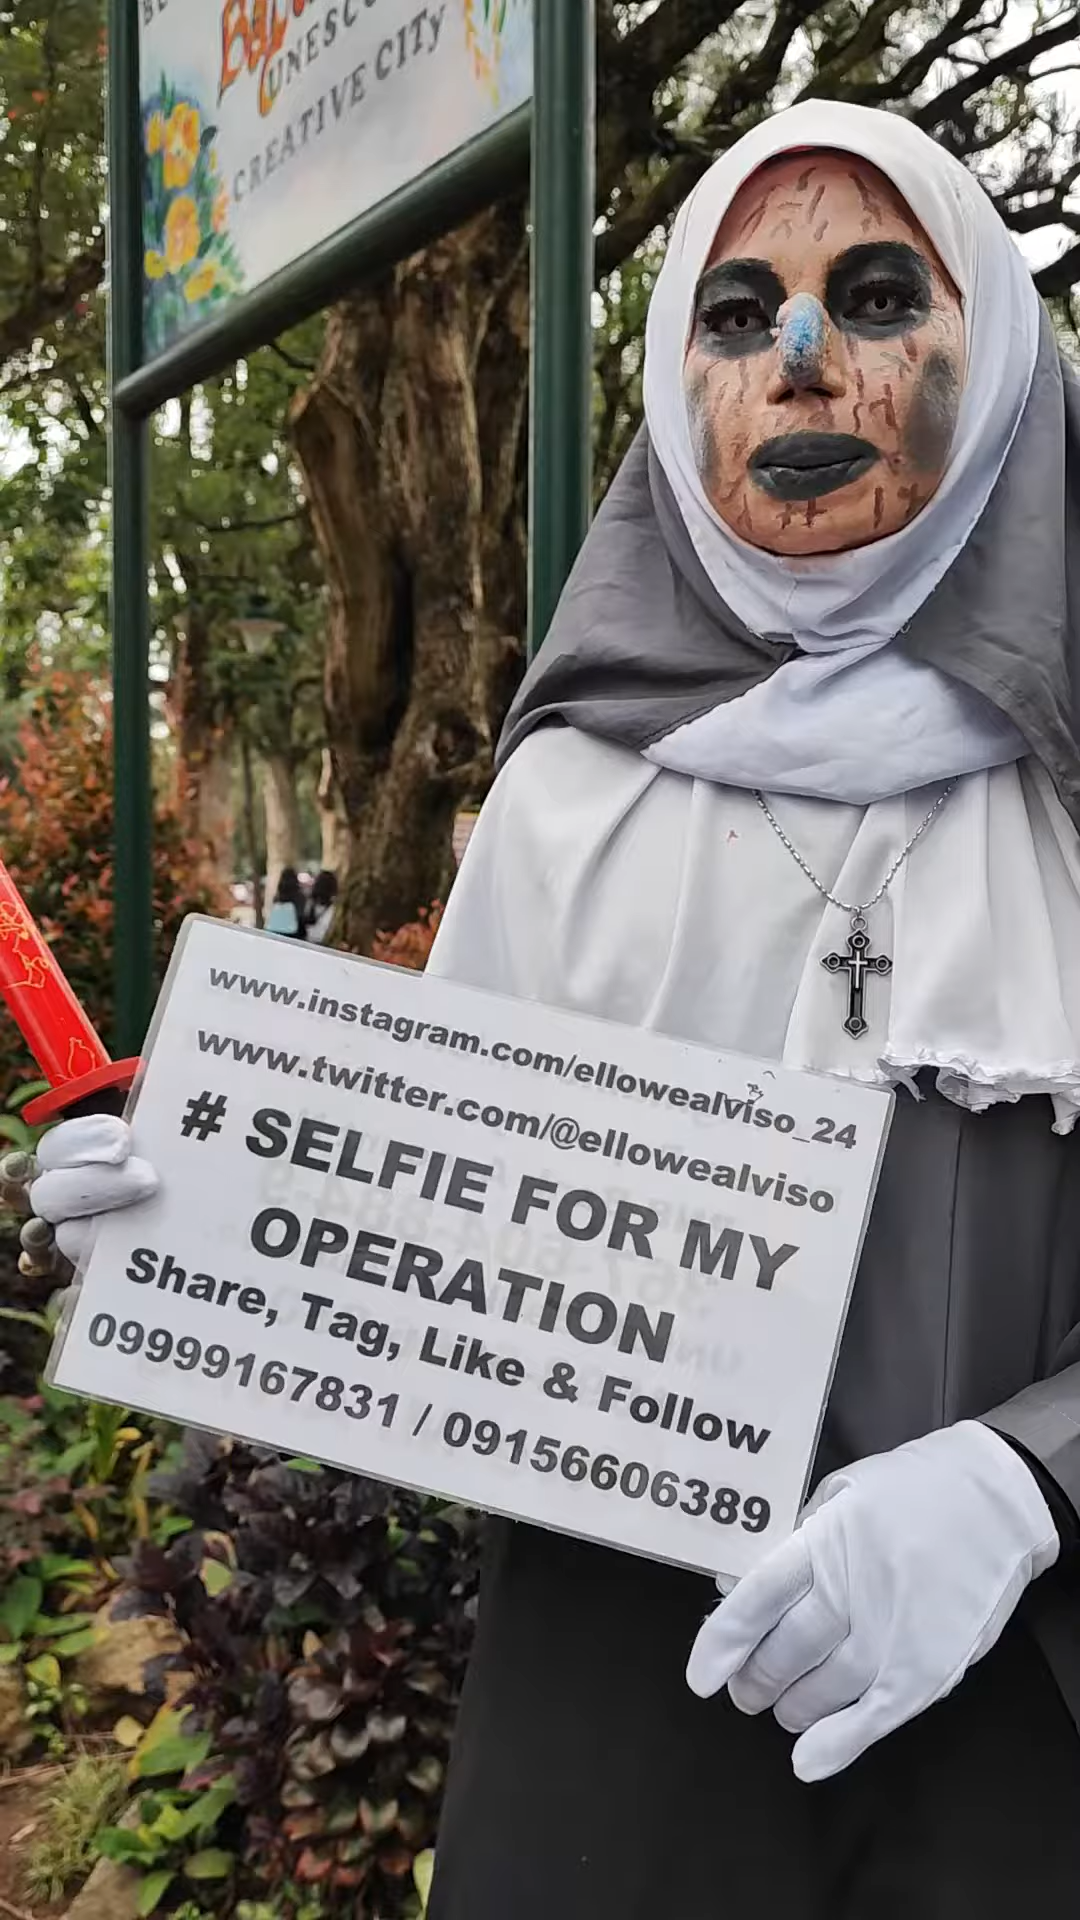 UNESCO
CREATIVE CITY
www.instagram.com/ellowealviso_24
www.twitter.com/@ellowealviso
# SELFIE FOR MY
OPERATION
Share, Tag, Like & Follow
09999167831 / 09156606389